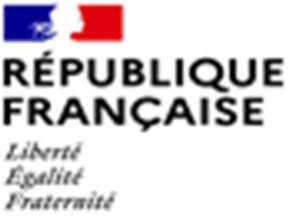 RÉPUBLIQUE
FRANÇAISE
Liberté
Égalité
Fraternité